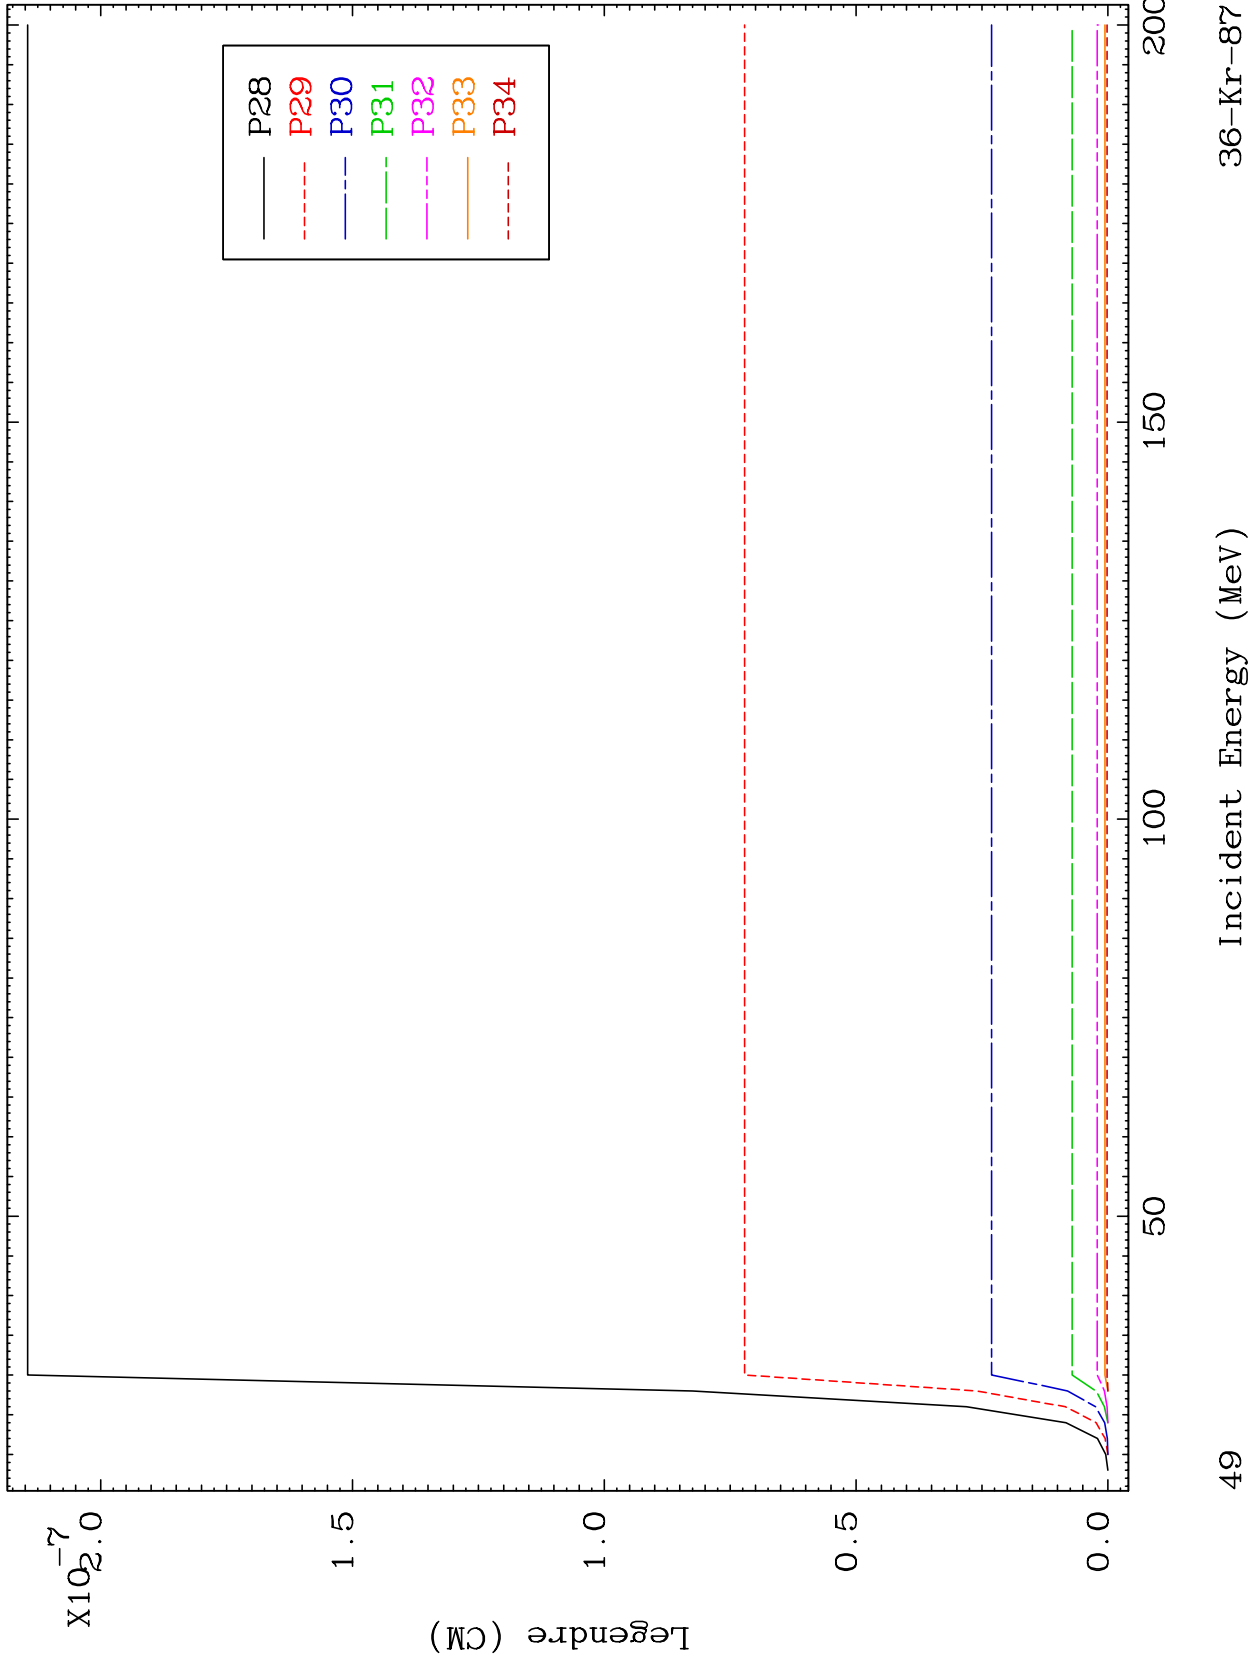 X10-7
2.0
1.5
1.0
0.5
0.0
Legendre (CM)
P28
P29
P30
P31
P32
P33
P34
50
100
150
200
49
Incident Energy (MeV)
36-Kr-87